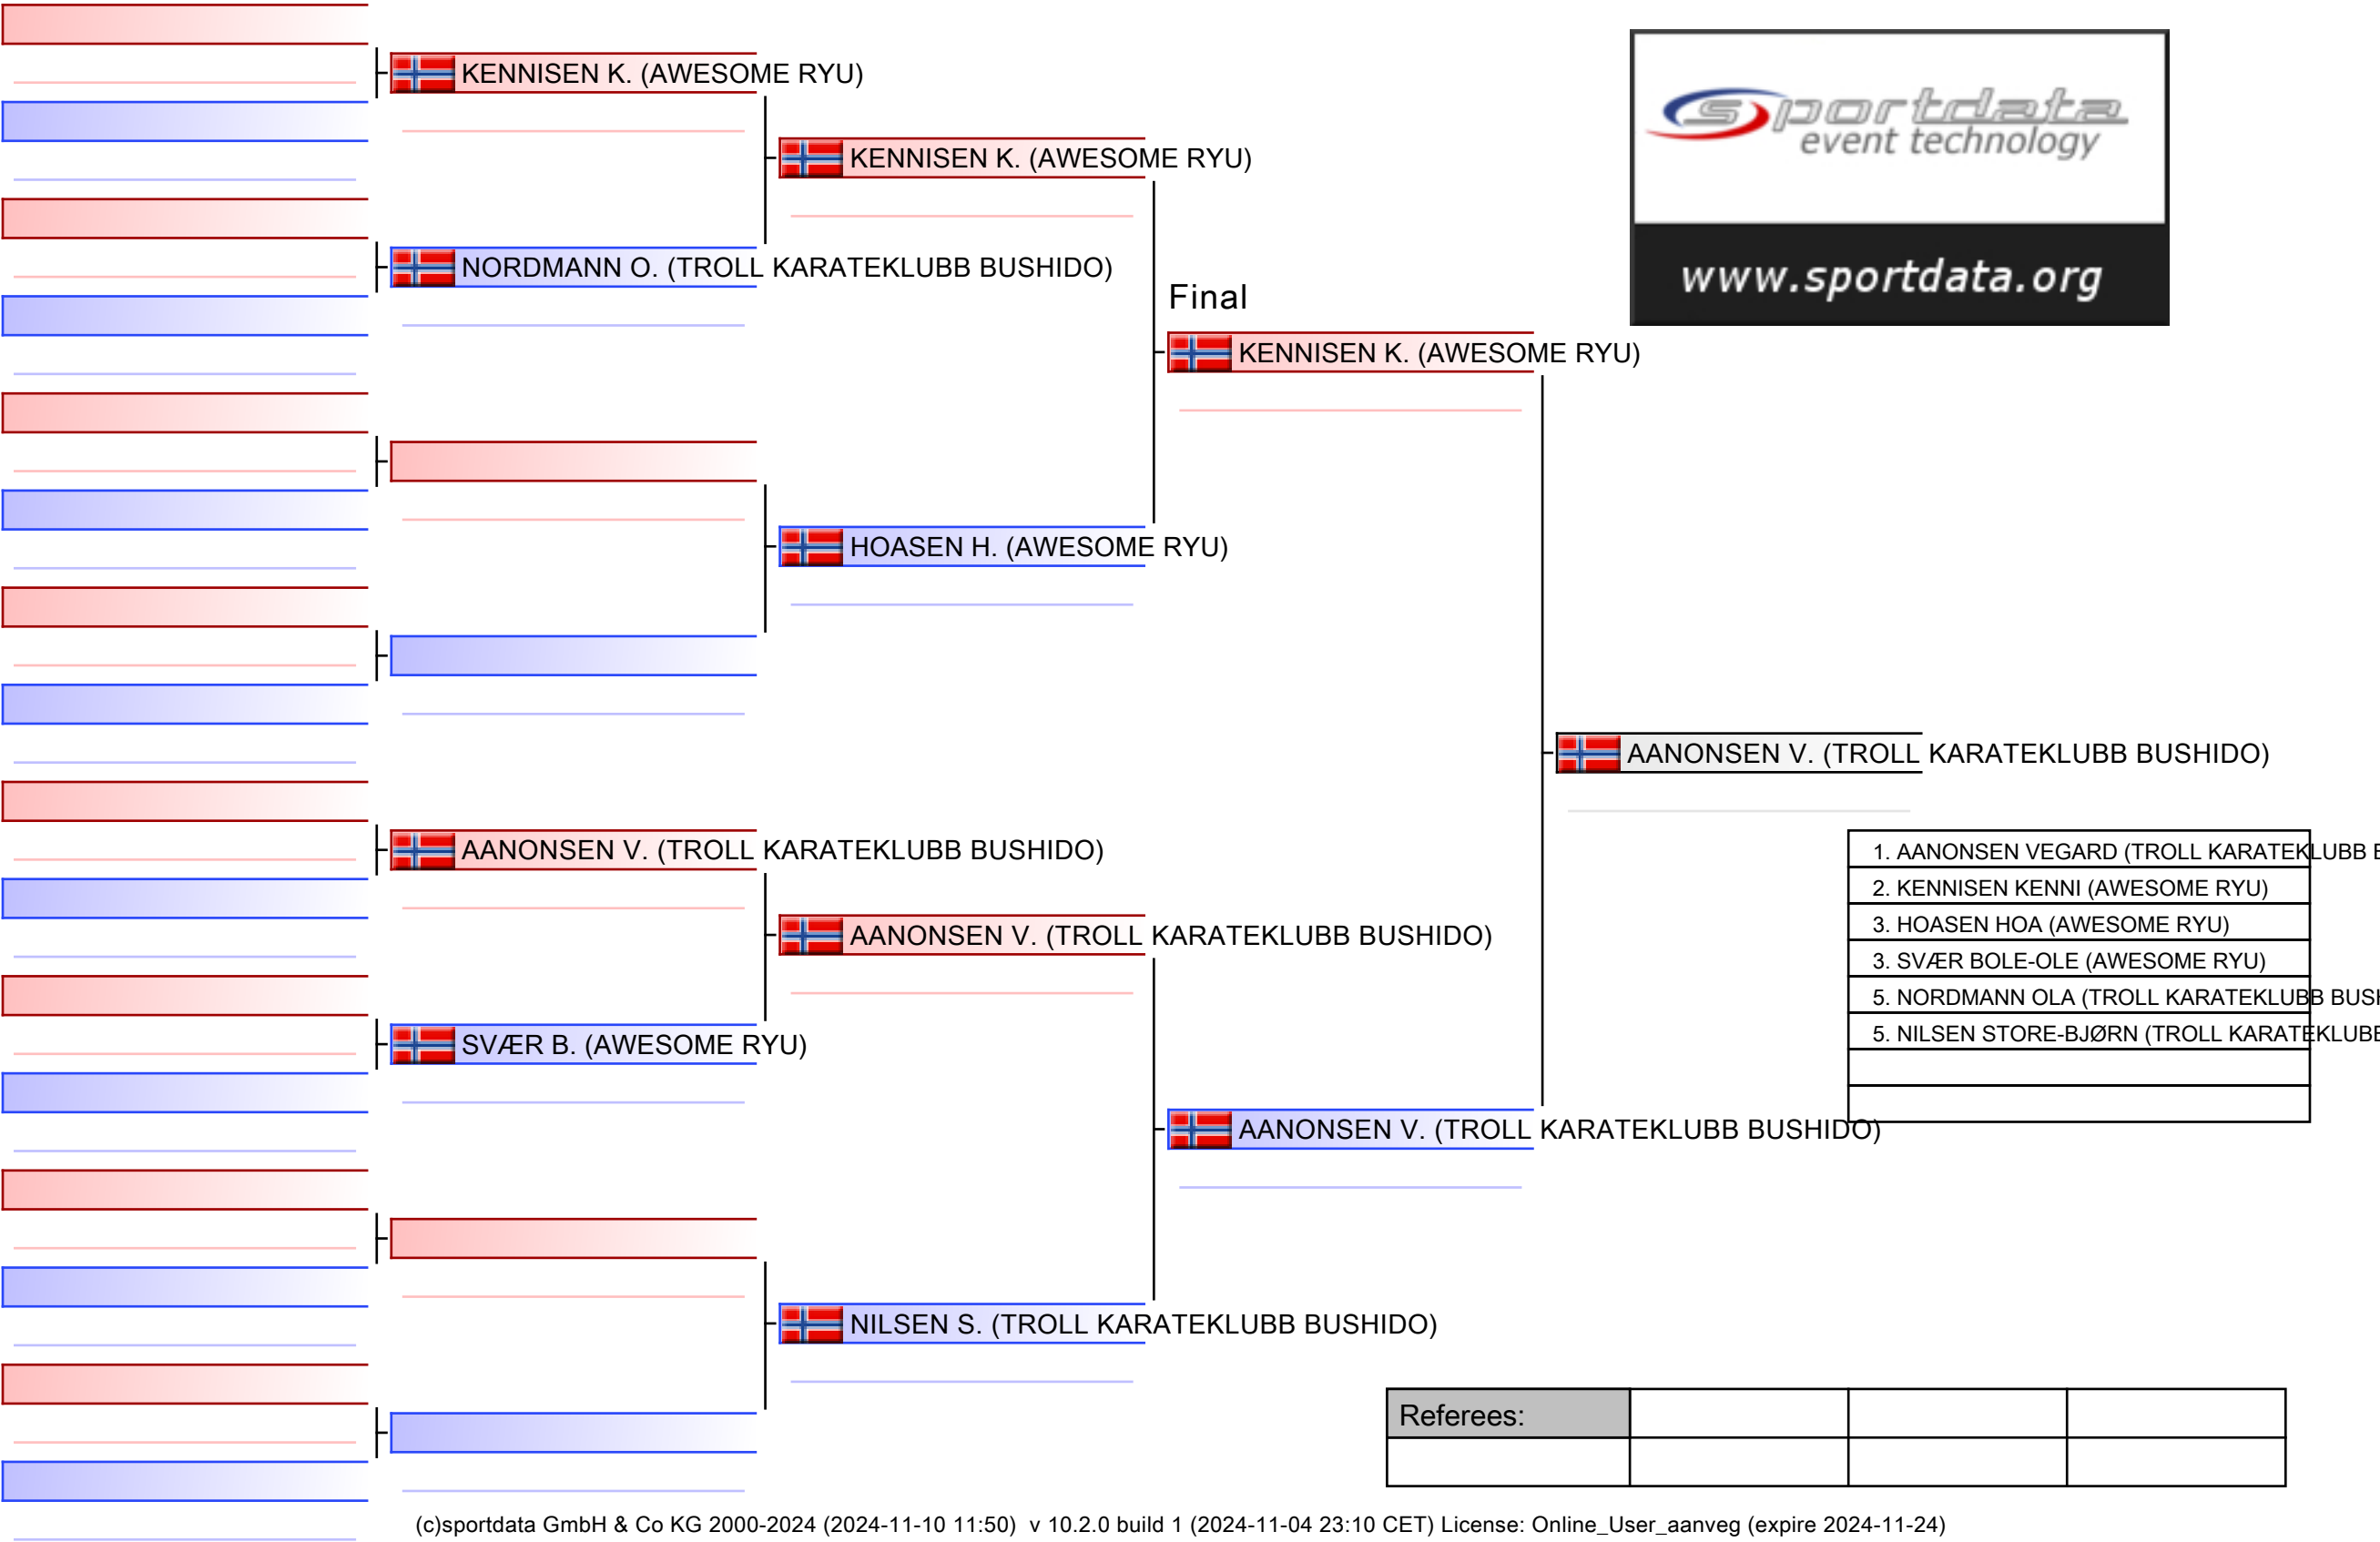 KENNISEN K. (AWESOME RYU)
sportdata
event technology
www.sportdata.org
KENNISEN K. (AWESOME RYU)
NORDMANN O. (TROLL KARATEKLUBB BUSHIDO)
Final
KENNISEN K. (AWESOME RYU)
HOASEN H. (AWESOME RYU)
AANONSEN V. (TROLL KARATEKLUBB BUSHIDO)
AANONSEN V. (TROLL KARATEKLUBB BUSHIDO)
1. AANONSEN VEGARD (TROLL KARATEKLUBB
2. KENNISEN KENNI (AWESOME RYU)
3. HOASEN HOA (AWESOME RYU)
AANONSEN V. (TROLL KARATEKLUBB BUSHIDO)
3. SVÆR BOLE-OLE (AWESOME RYU)
5. NORDMANN OLA (TROLL KARATEKLUBB BUSH
5. NILSEN STORE-BJØRN (TROLL KARATEKLUBB
SVÆR B. (AWESOME RYU)
AANONSEN V. (TROLL KARATEKLUBB BUSHIDO)
NILSEN S. (TROLL KARATEKLUBB BUSHIDO)
Referees:
(c)sportdata GmbH & Co KG 2000-2024 (2024-11-10 11:50) v 10.2.0 build 1 (2024-11-04 23:10 CET) License: Online_User_aanveg (expire 2024-11-24)